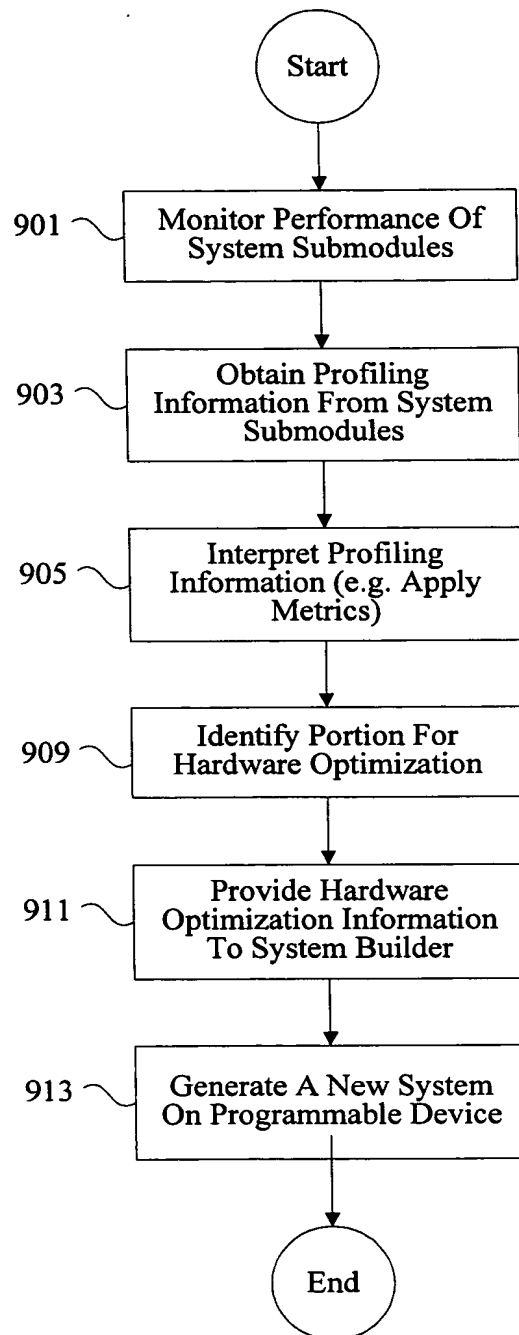 Start
901
Monitor Performance Of
System Submodules
903
Obtain Profiling
Information From System
Submodules
905
Interpret Profiling
Information (e.g. Apply
Metrics)
909
Identify Portion For
Hardware Optimization
911
Provide Hardware
Optimization Information
To System Builder
913
Generate A New System
On Programmable Device
End